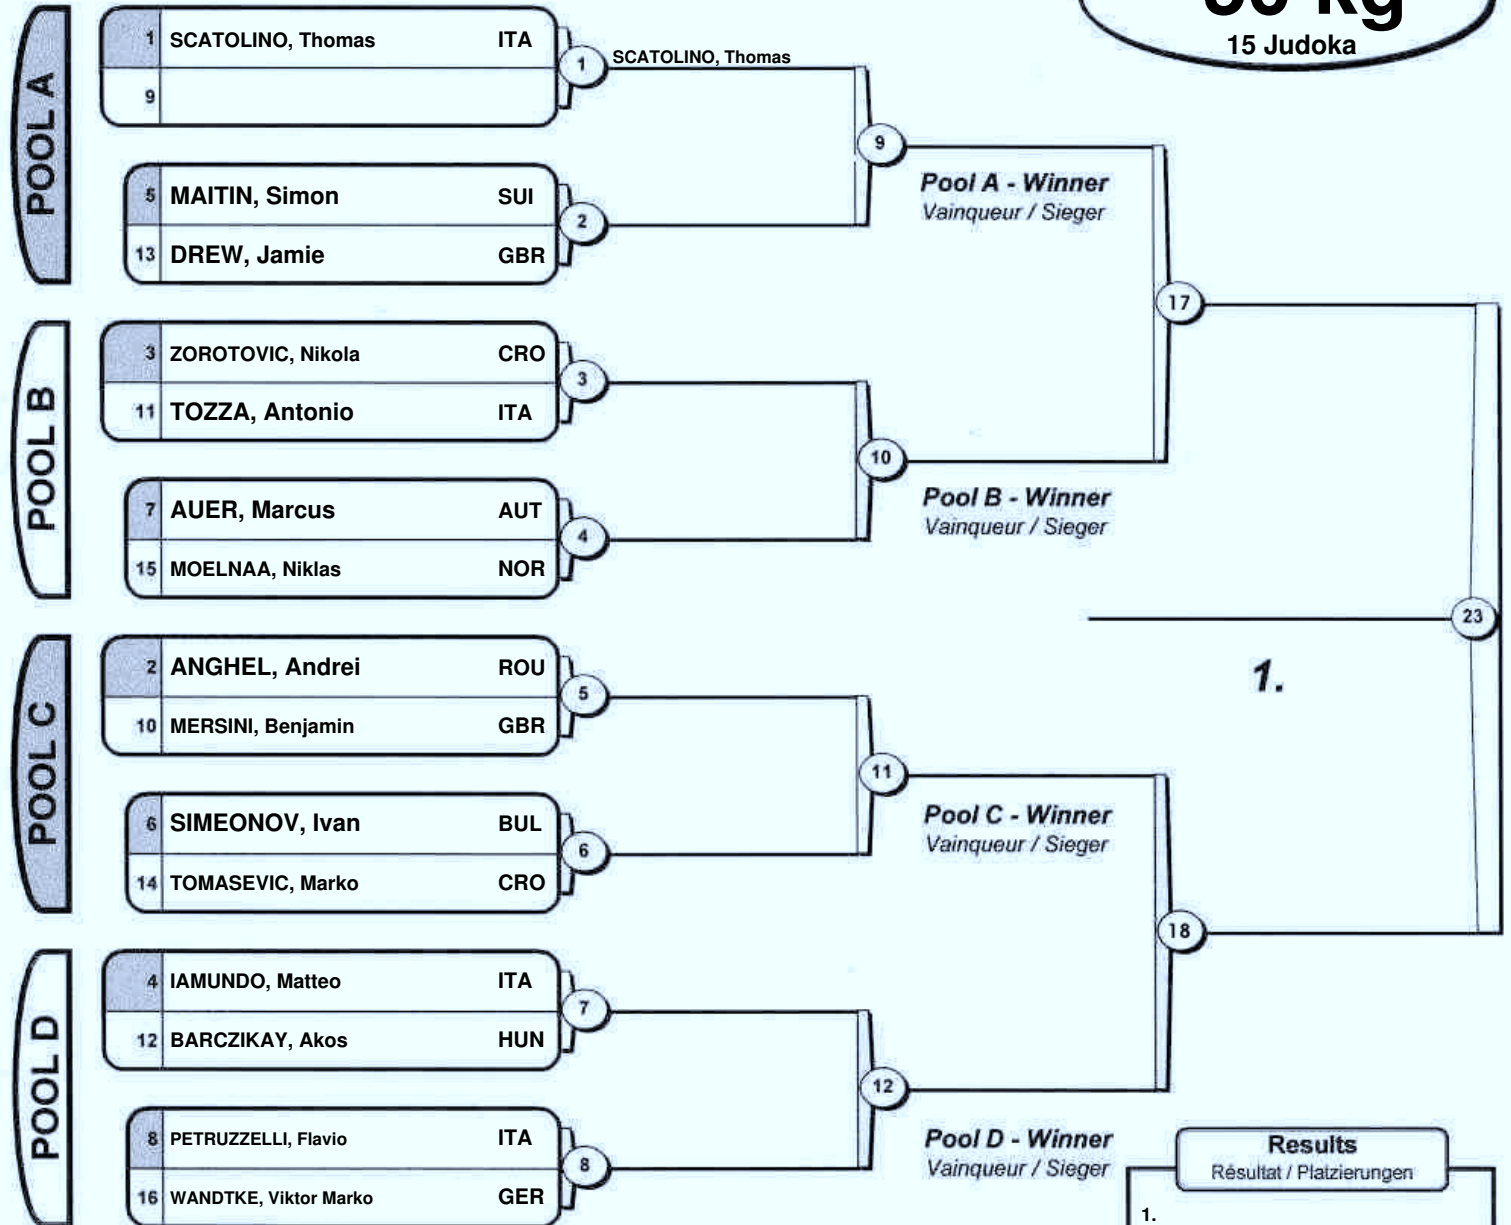 kg
15 Judoka
POOL A
1 SCATOLINO, Thomas ITA
9
1 SCATOLINO, Thomas
5 MAITIN, Simon SUI
13 DREW, Jamie GBR
2
9
Pool A - Winner
Vainqueur / Sieger
POOL B
3 ZOROTOVIC, Nikola CRO
11 TOZZA, Antonio ITA
3
7 AUER, Marcus AUT
15 MOELNAA, Niklas NOR
4
10
Pool B - Winner
Vainqueur / Sieger
17
POOL C
2 ANGHEL, Andrei ROU
10 MERSINI, Benjamin GBR
5
6 SIMEONOV, Ivan BUL
14 TOMASEVIC, Marko CRO
6
11
Pool C - Winner
Vainqueur / Sieger
POOL D
4 IAMUNDO, Matteo ITA
12 BARCZIKAY, Akos HUN
7
8 PETRUZZELLI, Flavio ITA
16 WANDTKE, Viktor Marko GER
8
12
Pool D - Winner
Vainqueur / Sieger
18
23
1.
Results
Résultat / Platzierungen
1.